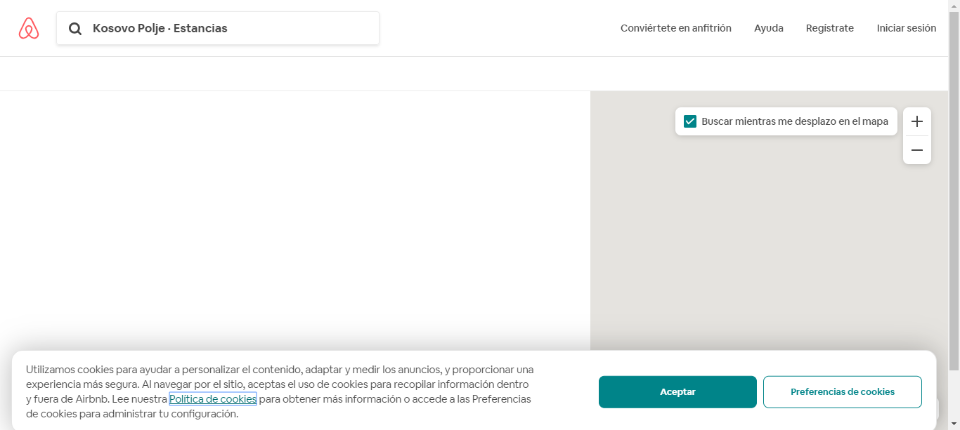 Kosovo Polje · Estancias
Conviértete en anfitrión
Ayuda
Regístrate
Iniciar sesión
Buscar mientras me desplazo en el mapa
Utilizamos cookies para ayudar a personalizar el contenido, adaptar y medir los anuncios, y proporcionar una
experiencia más segura. Al navegar por el sitio, aceptas el uso de cookies para recopilar información dentro
y fuera de Airbnb. Lee nuestra Política de cookies para obtener más información o accede a las Preferencias
de cookies para administrar tu configuración.
Aceptar
Preferencias de cookies